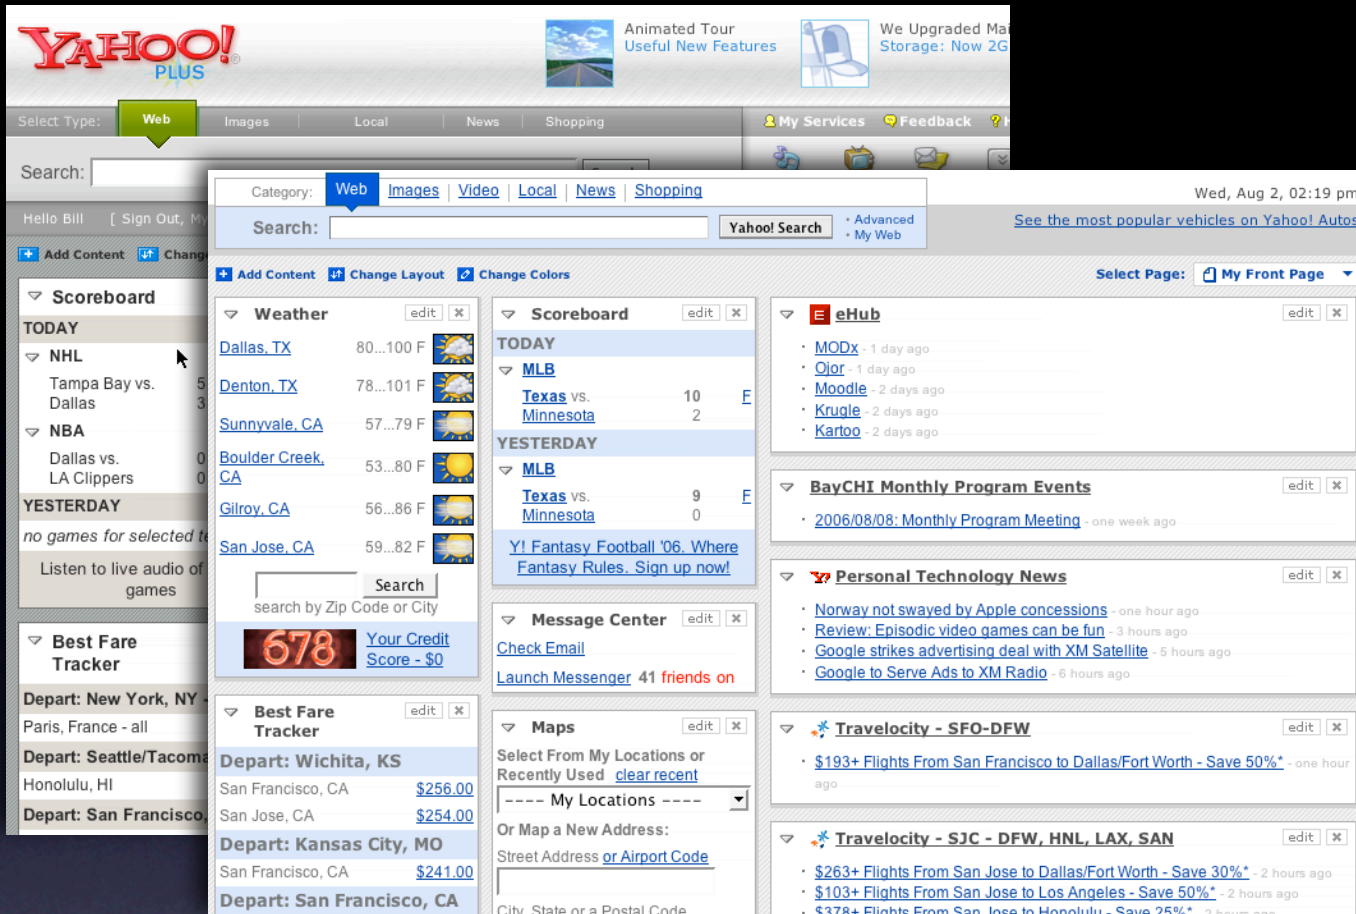 YAHOO!
PLUS
Animated Tour
Useful New Features
We Upgraded
Storage: Now 2G
Select Type:
Web
Images
Local
News
Shopping
My Services
Feedback
Search:
Hello Bill
[ Sign Out, My
Add Content
Scoreboard
TODAY
NHL
Tampa Bay vs. 5
Dallas 3
NBA
Dallas vs. 0
LA Clippers 0
YESTERDAY
no games for selected
Listen to live audio of
games
Best Fare
Tracker
Depart: New York, NY -
Paris, France - all
Depart: Seattle/Tacoma
Honolulu, HI
Depart: San Francisco,
Category: Web Images | Video | Local | News | Shopping
Search: Yahoo! Search
Advanced
My Web
Wed, Aug 2, 02:19 pm
See the most popular vehicles on Yahoo! Autos
Add Content Change Layout Change Colors
Select Page: My Front Page
Weather edit
Dallas, TX 80...100 F
Denton, TX 78...101 F
Sunnyvale, CA 57...79 F
Boulder Creek,
CA 53...80 F
Gilroy, CA 56...86 F
San Jose, CA 59...82 F
Search
search by Zip Code or City
678
Your Credit
Score - $0
Best Fare
Tracker edit
Depart: Wichita, KS
San Francisco, CA $256.00
San Jose, CA $254.00
Depart: Kansas City, MO
San Francisco, CA $241.00
Depart: San Francisco, CA
Scoreboard edit
TODAY
MLB
Texas vs. 10 F
Minnesota 2
YESTERDAY
MLB
Texas vs. 9 F
Minnesota 0
Y! Fantasy Football '06. Where
Fantasy Rules. Sign up now!
Message Center edit
Check Email
Launch Messenger 41 friends on
Maps edit
Select From My Locations or
Recently Used clear recent
---- My Locations ----
Or Map a New Address:
Street Address or Airport Code
City, State or a Postal Code
E eHub edit
MODx - 1 day ago
Ojor - 1 day ago
Moodle - 2 days ago
Krugle - 2 days ago
Kartoo - 2 days ago
BayCHI Monthly Program Events edit
2006/08/08: Monthly Program Meeting - one week ago
Y! Personal Technology News edit
Norway not swayed by Apple concessions - one hour ago
Review: Episodic video games can be fun - 3 hours ago
Google strikes advertising deal with XM Satellite - 5 hours ago
Google to Serve Ads to XM Radio - 6 hours ago
Travelocity - SFO-DFW edit
$193+ Flights From San Francisco to Dallas/Fort Worth - Save 50%* - one hour
ago
Travelocity - SJC - DFW, HNL, LAX, SAN edit
$263+ Flights From San Jose to Dallas/Fort Worth - Save 30%* - 2 hours ago
$103+ Flights From San Jose to Los Angeles - Save 50%* - 2 hours ago
$378+ Flights From San Jose to Honolulu - Save 25%* - 2 hours ago